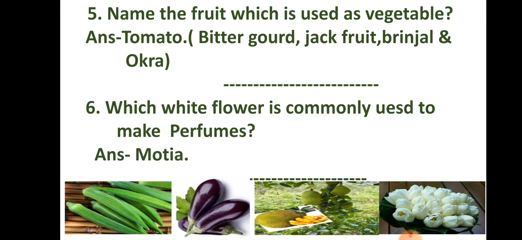 5. Name the fruit which is used as vegetable?
Ans-Tomato.( Bitter gourd, jack fruit,brinjal &
Okra)
---------------------------
6. Which white flower is commonly uesd to
make Perfumes?
Ans- Motia.
--------------------